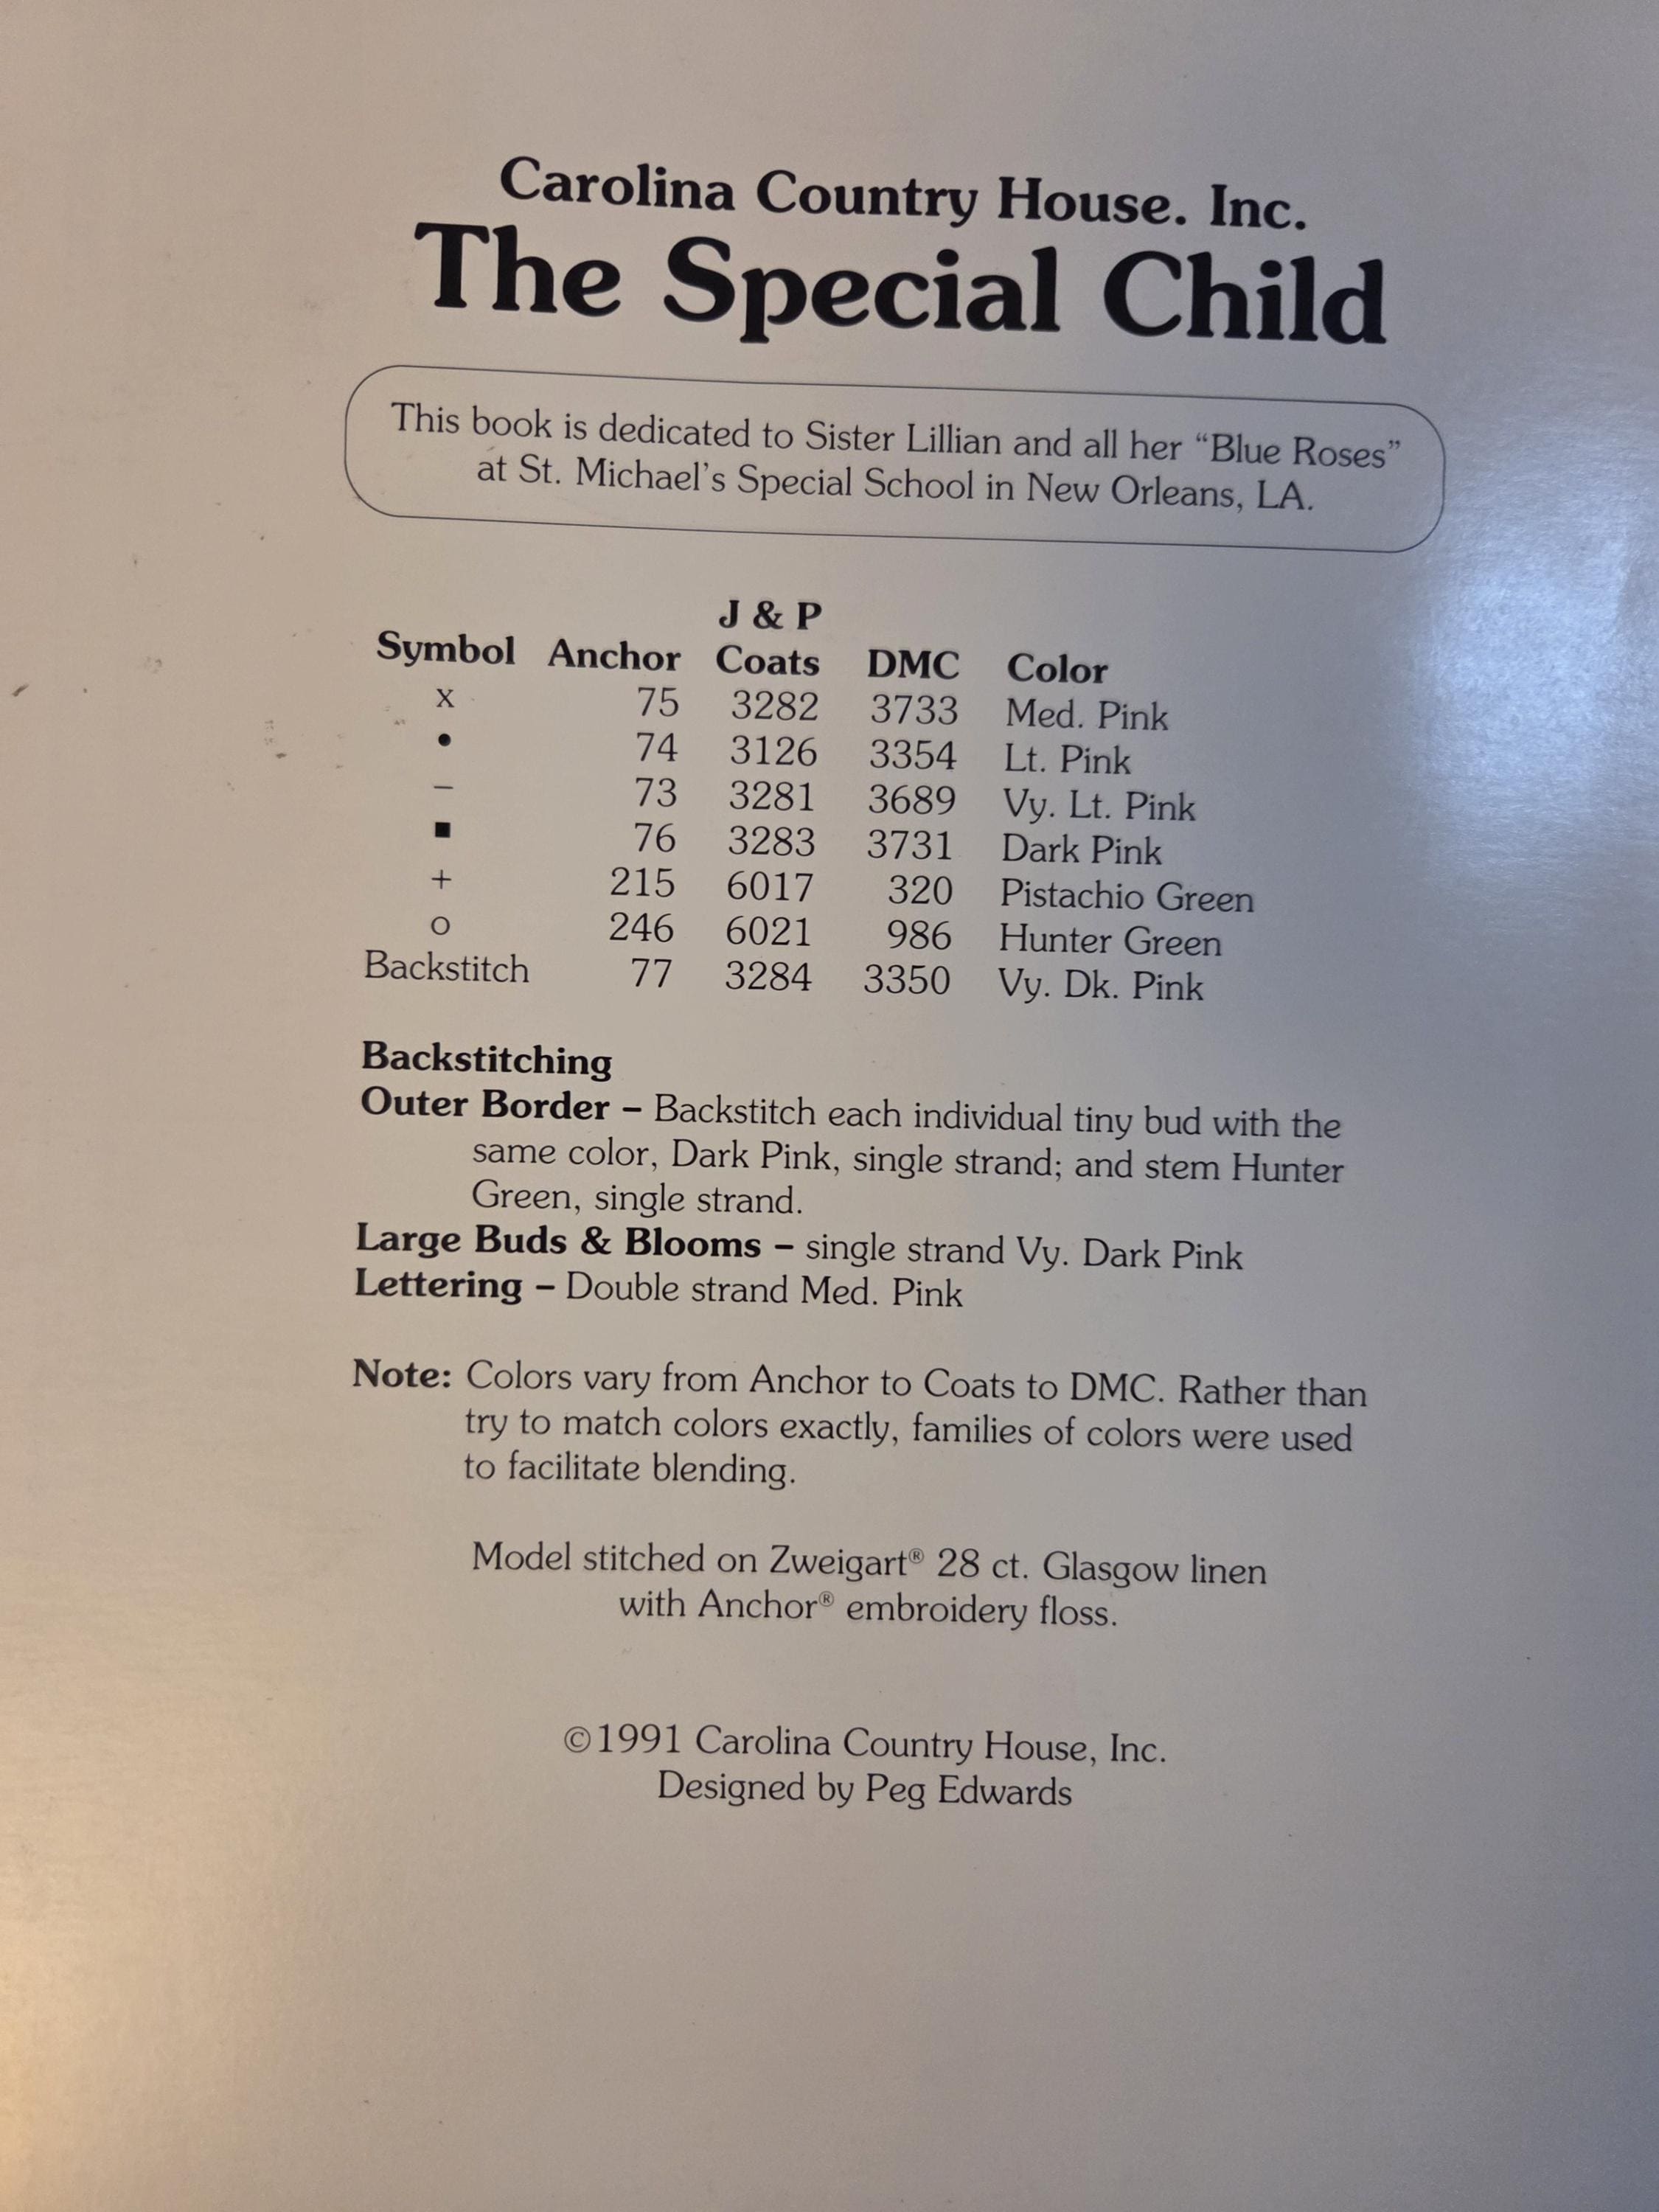 Carolina Country House. Inc.
The Special Child
This book is dedicated to Sister Lillian and all her “Blue Roses”
at St. Michael’s Special School in New Orleans, LA.
J & P
Symbol Anchor Coats DMC Color
x 75 3282 3733 Med. Pink
● 74 3126 3354 Lt. Pink
– 73 3281 3689 Vy. Lt. Pink
■ 76 3283 3731 Dark Pink
+ 215 6017 320 Pistachio Green
o 246 6021 986 Hunter Green
Backstitch 77 3284 3350 Vy. Dk. Pink
Backstitching
Outer Border – Backstitch each individual tiny bud with the
same color, Dark Pink, single strand; and stem Hunter
Green, single strand.
Large Buds & Blooms – single strand Vy. Dark Pink
Lettering – Double strand Med. Pink
Note: Colors vary from Anchor to Coats to DMC. Rather than
try to match colors exactly, families of colors were used
to facilitate blending.
Model stitched on Zweigart® 28 ct. Glasgow linen
with Anchor® embroidery floss.
©1991 Carolina Country House, Inc.
Designed by Peg Edwards